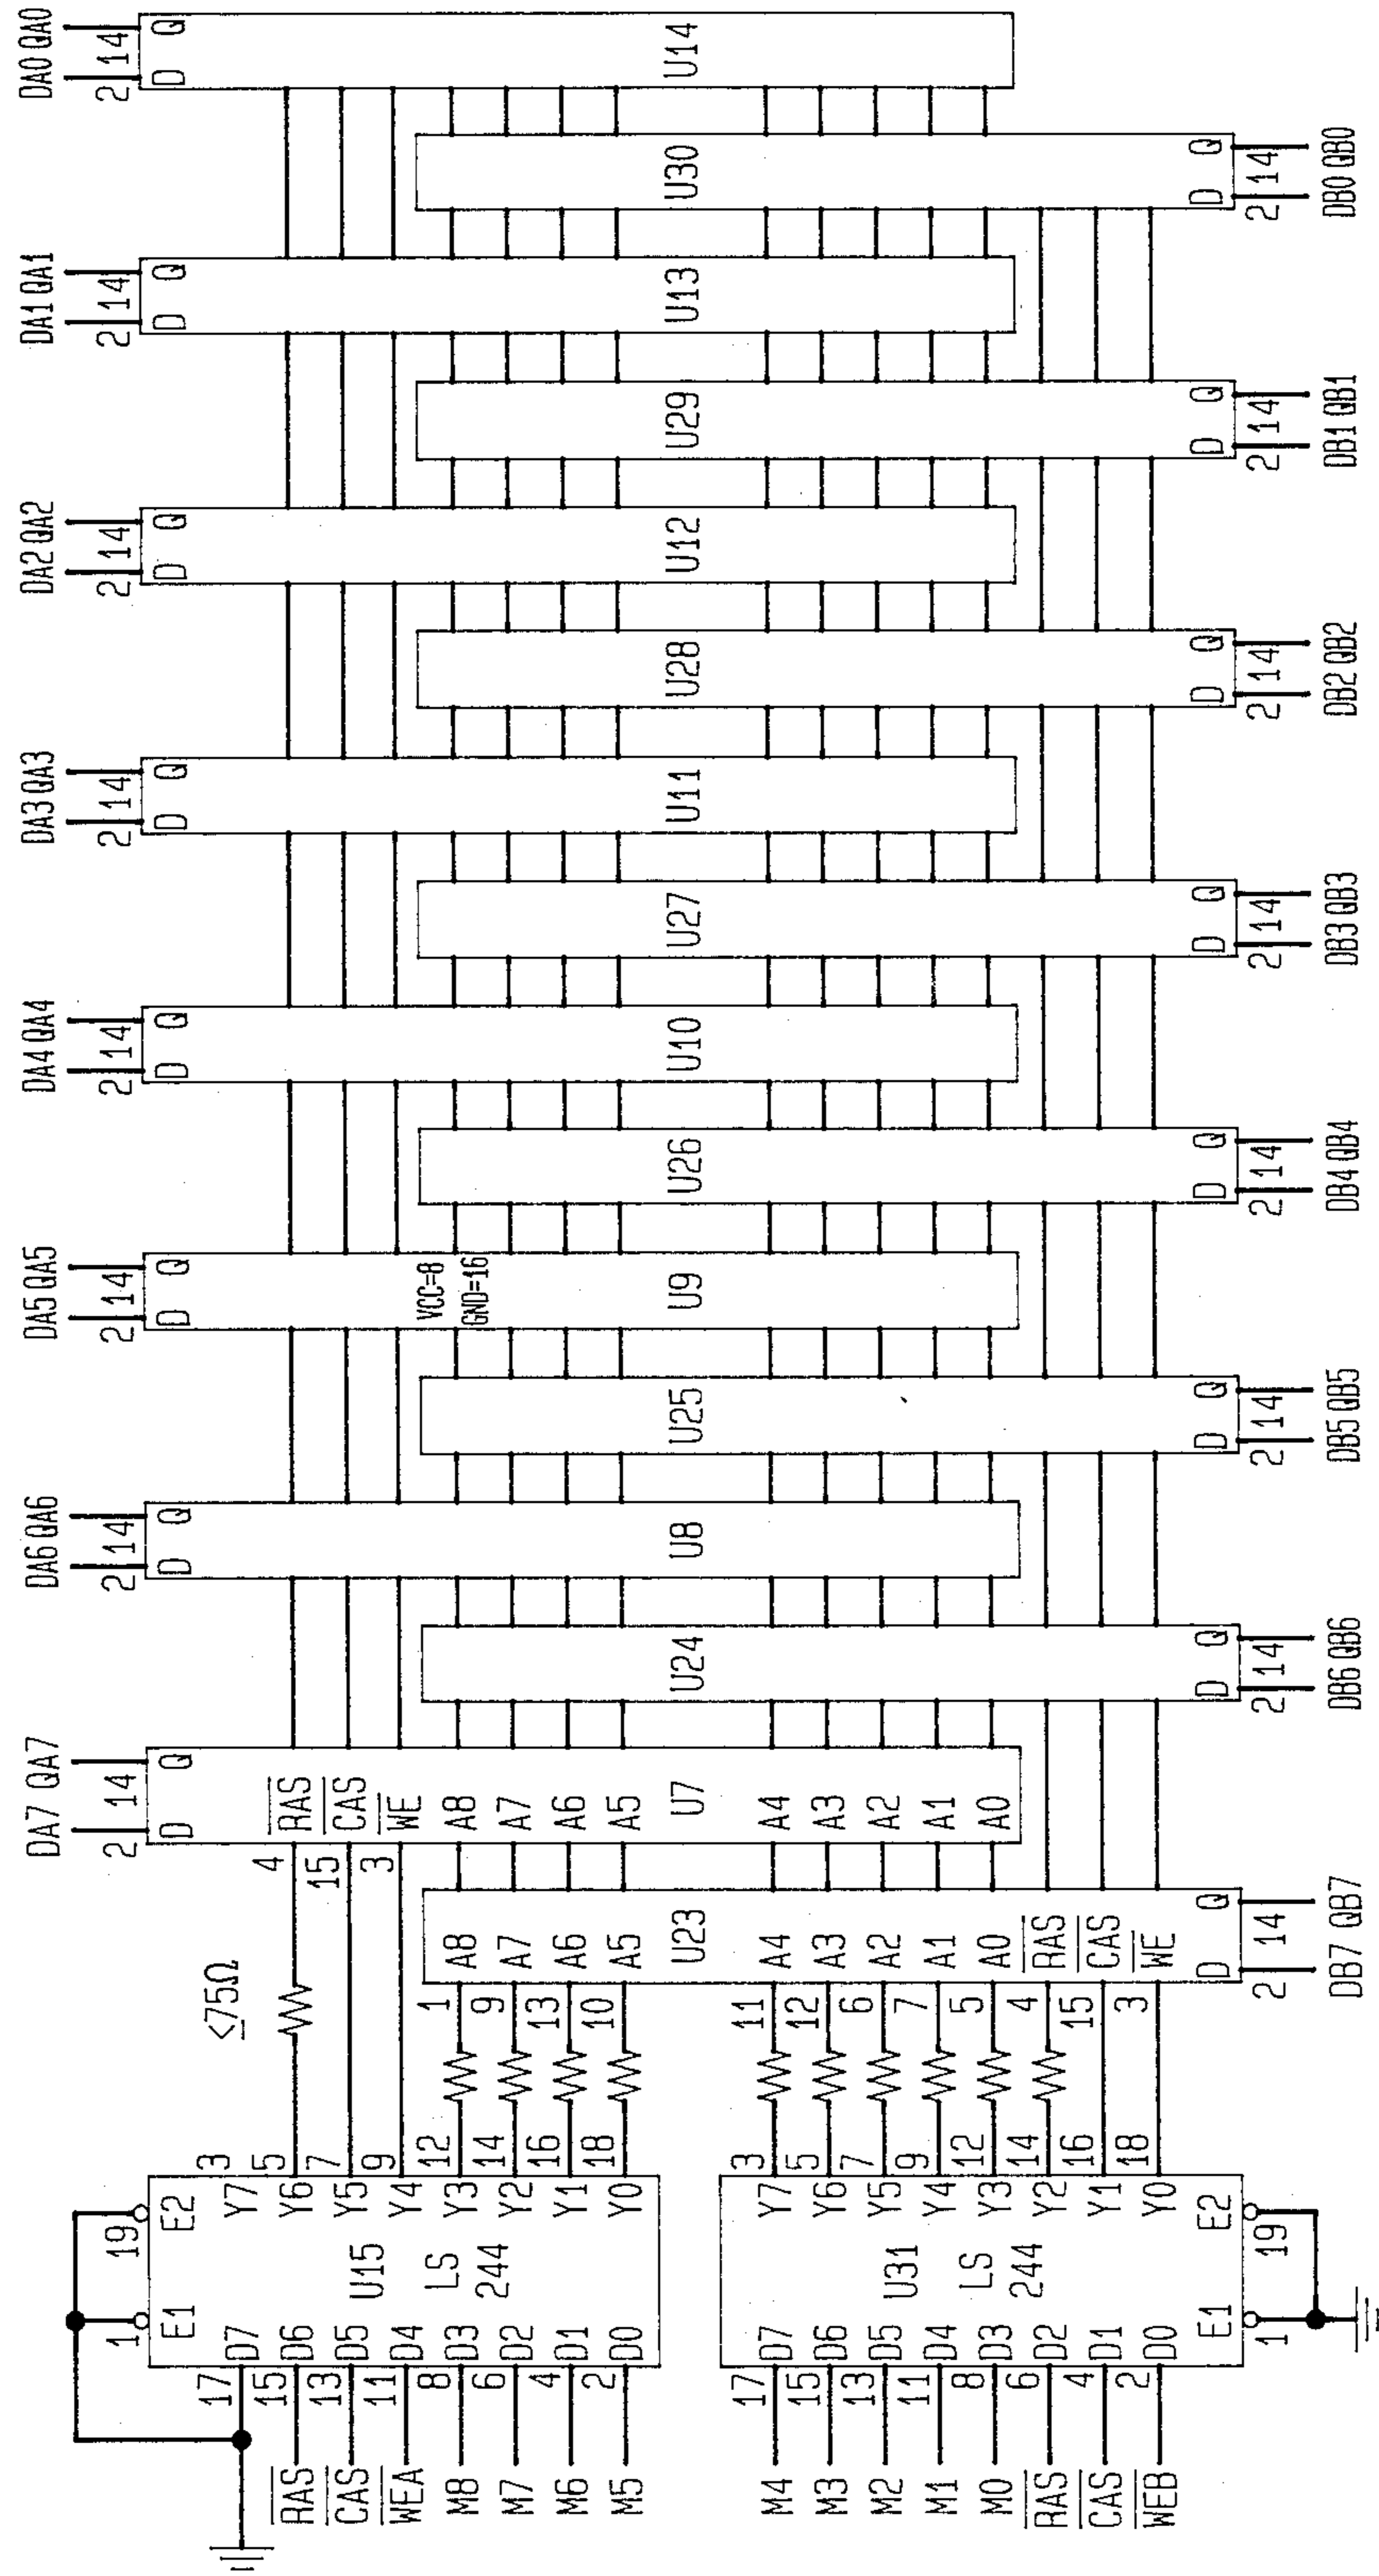 DA0 QA0
2 14
D Q
U14
U30
D Q
2 14
DB0 QB0
DA1 QA1
2 14
D Q
U13
U29
D Q
2 14
DB1 QB1
DA2 QA2
2 14
D Q
U12
U28
D Q
2 14
DB2 QB2
DA3 QA3
2 14
D Q
U11
U27
D Q
2 14
DB3 QB3
DA4 QA4
2 14
D Q
U10
U26
D Q
2 14
DB4 QB4
DA5 QA5
2 14
D Q
VCC=8
GND=16
U9
U25
D Q
2 14
DB5 QB5
DA6 QA6
2 14
D Q
U8
U24
D Q
2 14
DB6 QB6
DA7 QA7
2 14
D Q
RAS
CAS
WE
A8
A7
A6
A5
U7
A4
A3
A2
A1
A0
4
15
3
U23
A8
A7
A6
A5
A4
A3
A2
A1
A0
RAS
CAS
WE
D Q
2 14
DB7 QB7
≤75Ω
1
9
13
10
11
12
6
7
5
4
15
3
3
5
7
9
12
14
16
18
Y7
Y6
Y5
Y4
Y3
Y2
Y1
Y0
E1 E2
1 19
U15
LS
244
D7
D6
D5
D4
D3
D2
D1
D0
17
15
13
11
8
6
4
2
RAS
CAS
WEA
M8
M7
M6
M5
3
5
7
9
12
14
16
18
Y7
Y6
Y5
Y4
Y3
Y2
Y1
Y0
E1 E2
1 19
U31
LS
244
D7
D6
D5
D4
D3
D2
D1
D0
17
15
13
11
8
6
4
2
M4
M3
M2
M1
M0
RAS
CAS
WEB